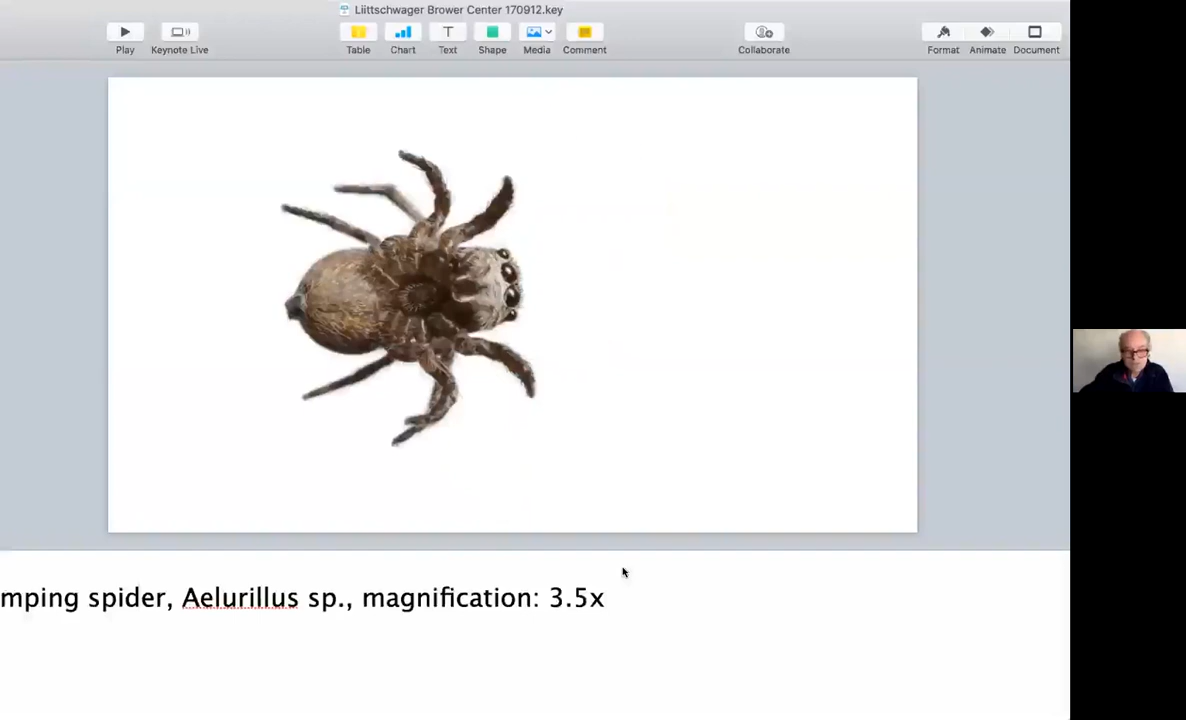 Liittschwager Brower Center 170912.key
Play
Keynote Live
Table
Chart
Text
Shape
Media
Comment
Collaborate
Format
Animate
Document
mping spider, Aelurillus sp., magnification: 3.5x